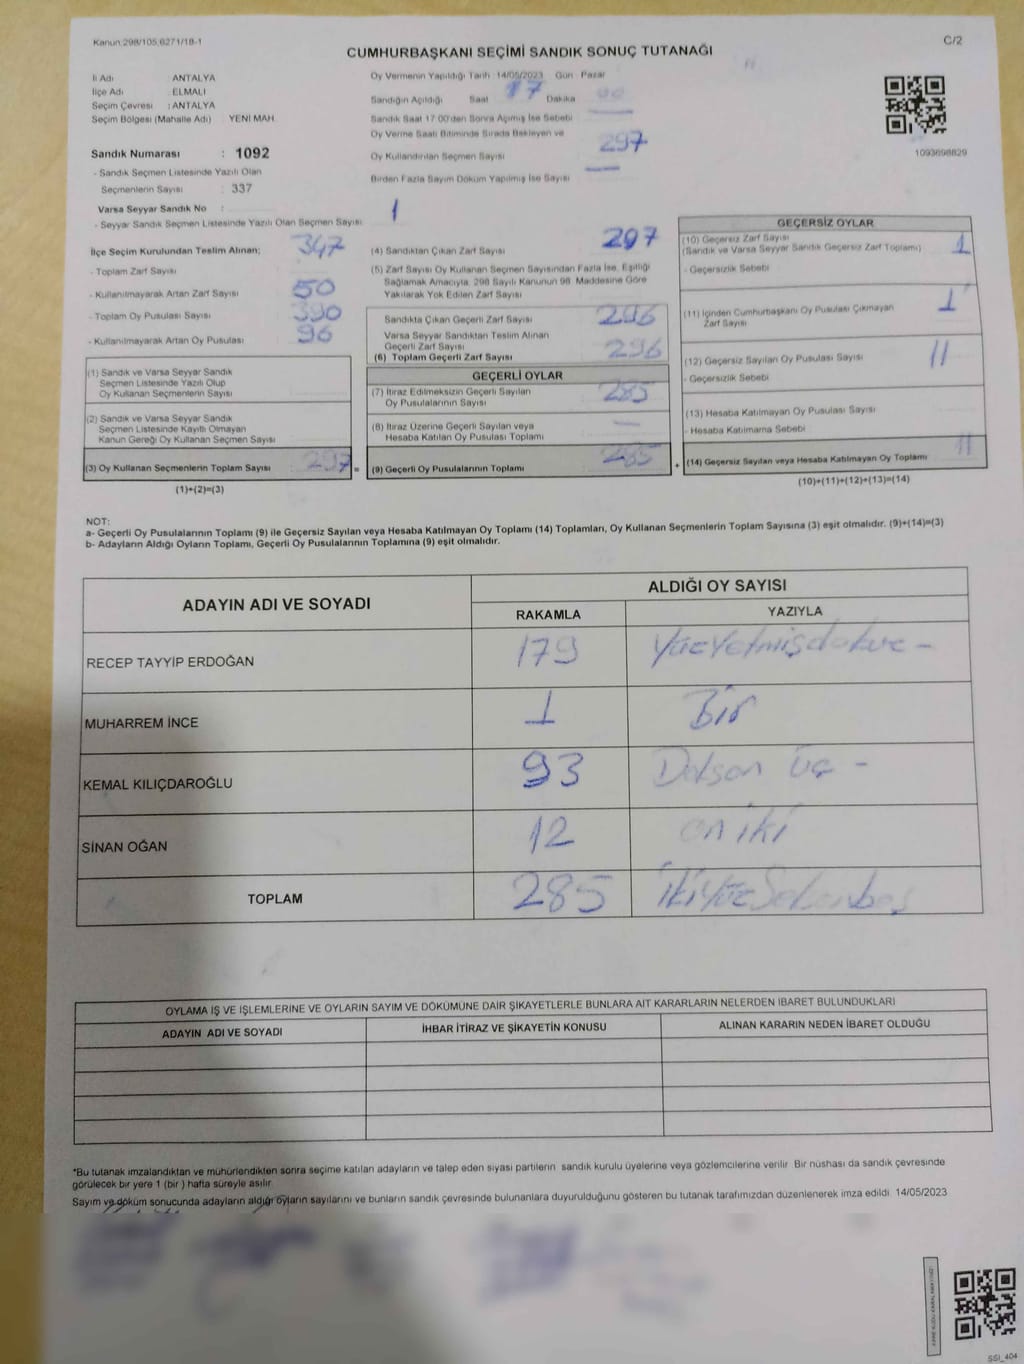 Kanun.298/105,6271/18-1
C/2
CUMHURBAŞKANI SEÇİMİ SANDIK SONUÇ TUTANAĞI
İl Adı : ANTALYA
İlçe Adı : ELMALI
Seçim Çevresi : ANTALYA
Seçim Bölgesi (Mahalle Adı) YENİ MAH.
Sandık Numarası : 1092
- Sandık Seçmen Listesinde Yazılı Olan
Seçmenlerin Sayısı : 337
Varsa Seyyar Sandık No :
- Seyyar Sandık Seçmen Listesinde Yazılı Olan Seçmen Sayısı
Oy Vermenin Yapıldığı Tarih 14/05/2023 Gün Pazar
Sandığın Açıldığı Saat 17 Dakika 00
Sandık Saat 17:00'den Sonra Açılmış İse Sebebi
Oy Verme Saati Bitiminde Sırada Bekleyen ve
Oy Kullandırılan Seçmen Sayısı 297
Birden Fazla Sayım Döküm Yapılmış İse Sayısı
1093698829
İlçe Seçim Kurulundan Teslim Alınan;
- Toplam Zarf Sayısı 347
- Kullanılmayarak Artan Zarf Sayısı 50
- Toplam Oy Pusulası Sayısı 390
- Kullanılmayarak Artan Oy Pusulası 96
(1) Sandık ve Varsa Seyyar Sandık
Seçmen Listesinde Yazılı Olup
Oy Kullanan Seçmenlerin Sayısı
(2) Sandık ve Varsa Seyyar Sandık
Seçmen Listesinde Kayıtlı Olmayan
Kanun Gereği Oy Kullanan Seçmen Sayısı
(3) Oy Kullanan Seçmenlerin Toplam Sayısı : 297 =
(1)+(2)=(3)
(4) Sandıktan Çıkan Zarf Sayısı 297
(5) Zarf Sayısı Oy Kullanan Seçmen Sayısından Fazla İse, Eşitliği
Sağlamak Amacıyla, 298 Sayılı Kanunun 98. Maddesine Göre
Yakılarak Yok Edilen Zarf Sayısı
Sandıkta Çıkan Geçerli Zarf Sayısı 296
Varsa Seyyar Sandıktan Teslim Alınan
Geçerli Zarf Sayısı
(6) Toplam Geçerli Zarf Sayısı 296
GEÇERLİ OYLAR
(7) İtiraz Edilmeksizin Geçerli Sayılan
Oy Pusulalarının Sayısı 285
(8) İtiraz Üzerine Geçerli Sayılan veya
Hesaba Katılan Oy Pusulası Toplamı —
(9) Geçerli Oy Pusulalarının Toplamı 285 +
GEÇERSİZ OYLAR
(10) Geçersiz Zarf Sayısı
(Sandık ve Varsa Seyyar Sandık Geçersiz Zarf Toplamı) 1
- Geçersizlik Sebebi
(11) İçinden Cumhurbaşkanı Oy Pusulası Çıkmayan
Zarf Sayısı 1
(12) Geçersiz Sayılan Oy Pusulası Sayısı 11
- Geçersizlik Sebebi
(13) Hesaba Katılmayan Oy Pusulası Sayısı
- Hesaba Katılmama Sebebi
(14) Geçersiz Sayılan veya Hesaba Katılmayan Oy Toplamı 11
(10)+(11)+(12)+(13)=(14)
NOT:
a- Geçerli Oy Pusulalarının Toplamı (9) ile Geçersiz Sayılan veya Hesaba Katılmayan Oy Toplamı (14) Toplamları, Oy Kullanan Seçmenlerin Toplam Sayısına (3) eşit olmalıdır. (9)+(14)=(3)
b- Adayların Aldığı Oyların Toplamı, Geçerli Oy Pusulalarının Toplamına (9) eşit olmalıdır.
ADAYIN ADI VE SOYADI
ALDIĞI OY SAYISI
RAKAMLA YAZIYLA
RECEP TAYYİP ERDOĞAN 179 Yüzyetmişdokuz -
MUHARREM İNCE 1 Bir
KEMAL KILIÇDAROĞLU 93 Doksan üç -
SİNAN OĞAN 12 on iki
TOPLAM 285 İkiyüzSeksenbeş
OYLAMA İŞ VE İŞLEMLERİNE VE OYLARIN SAYIM VE DÖKÜMÜNE DAİR ŞİKAYETLERLE BUNLARA AİT KARARLARIN NELERDEN İBARET BULUNDUKLARI
ADAYIN ADI VE SOYADI İHBAR İTİRAZ VE ŞİKAYETİN KONUSU ALINAN KARARIN NEDEN İBARET OLDUĞU
*Bu tutanak imzalandıktan ve mühürlendikten sonra seçime katılan adayların ve talep eden siyasi partilerin sandık kurulu üyelerine veya gözlemcilerine verilir. Bir nüshası da sandık çevresinde
görülecek bir yere 1 (bir ) hafta süreyle asılır.
Sayım ve döküm sonucunda adayların aldığı oyların sayılarını ve bunların sandık çevresinde bulunanlara duyurulduğunu gösteren bu tutanak tarafımızdan düzenlenerek imza edildi. 14/05/2023
SSI_404